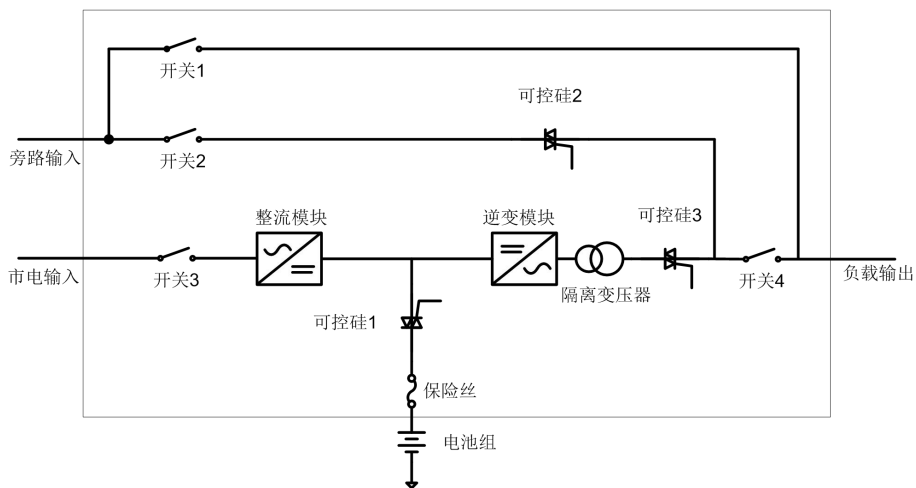 开关1
可控硅2
旁路输入
开关2
整流模块
逆变模块
可控硅3
市电输入
开关3
隔离变压器
开关4
负载输出
可控硅1
保险丝
电池组